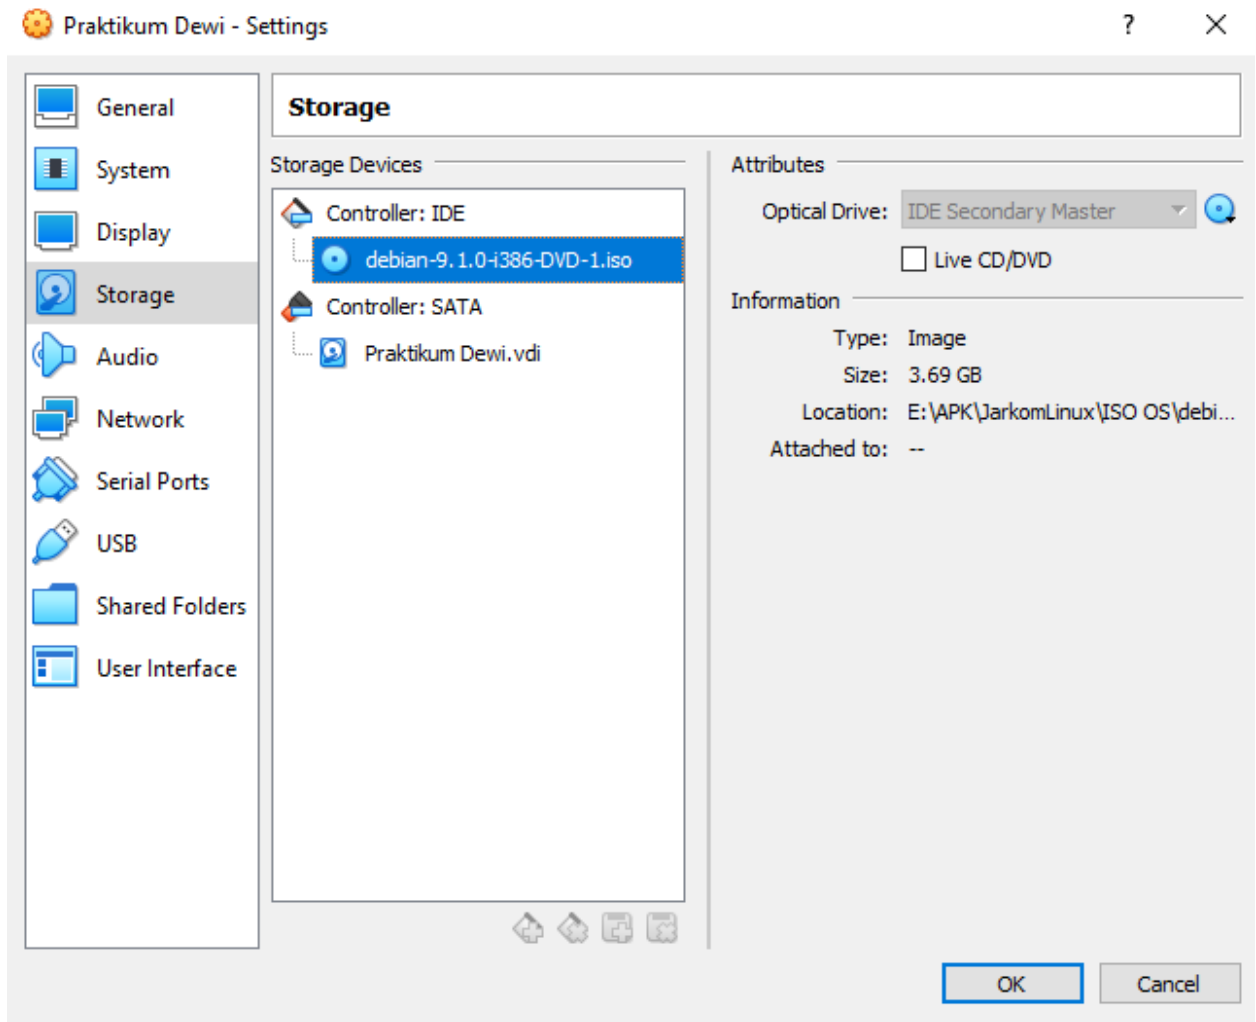 Praktikum Dewi - Settings
?
General
System
Display
Storage
Audio
Network
Serial Ports
USB
Shared Folders
User Interface
Storage
Storage Devices
Controller: IDE
debian-9.1.0-i386-DVD-1.iso
Controller: SATA
Praktikum Dewi.vdi
Attributes
Optical Drive: IDE Secondary Master
Live CD/DVD
Information
Type: Image
Size: 3.69 GB
Location: E:\APK\JarkomLinux\ISO OS\debi...
Attached to: --
OK Cancel